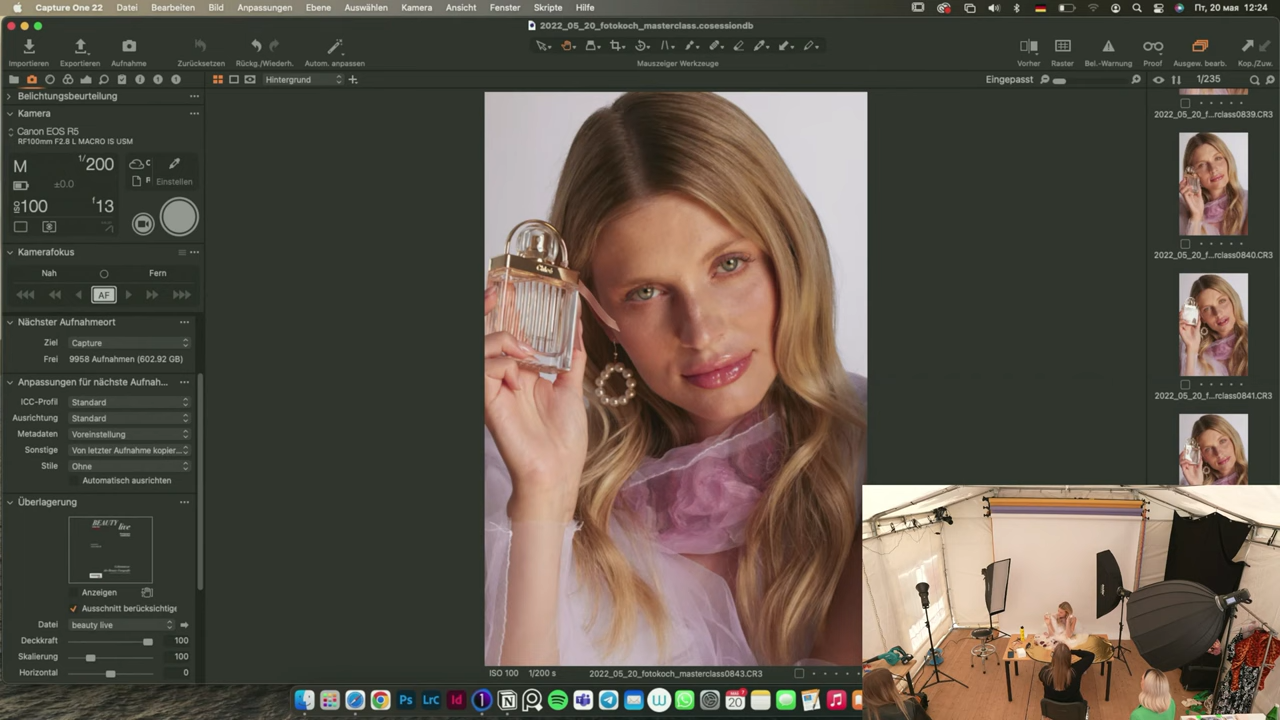 Capture One 22 Datei Bearbeiten Bild Anpassungen Ebene Auswählen Kamera Ansicht Fenster Skripte Hilfe Пт, 20 мая 12:24
2022_05_20_fotokoch_masterclass.cosessiondb
Importieren Exportieren Aufnahme Zurücksetzen Rückg./Wiederh. Autom. anpassen Mauszeiger Werkzeuge Vorher Raster Bel.-Warnung Proof Ausgew. bearb. Kop./Zuw.
Hintergrund Eingepasst 1/235
Belichtungsbeurteilung
Kamera
Canon EOS R5
RF100mm F2.8 L MACRO IS USM
M 1/200
±0.0
Einstellen
ISO 100 f13
Kamerafokus
Nah Fern
AF
Nächster Aufnahmeort
Ziel Capture
Frei 9958 Aufnahmen (602.92 GB)
Anpassungen für nächste Aufnah...
ICC-Profil Standard
Ausrichtung Standard
Metadaten Voreinstellung
Sonstige Von letzter Aufnahme kopier...
Stile Ohne
Automatisch ausrichten
Überlagerung
BEAUTY live
Anzeigen
Ausschnitt berücksichtige
Datei beauty live
Deckkraft 100
Skalierung 100
Horizontal 0
Chloé
ISO 100 1/200 s 2022_05_20_fotokoch_masterclass0843.CR3
2022_05_20_f...rclass0839.CR3
2022_05_20_f...rclass0840.CR3
2022_05_20_f...rclass0841.CR3
Ps Lrc Id 1 20